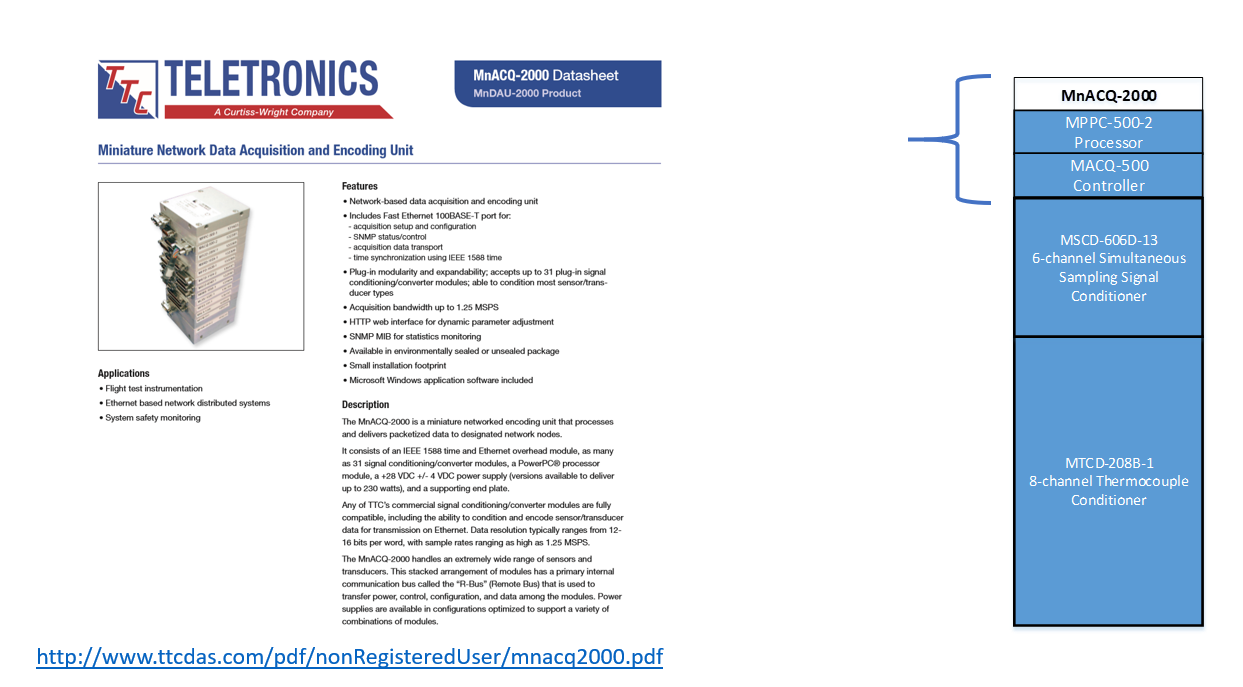 TTC TELETRONICS
A Curtiss-Wright Company
MnACQ-2000 Datasheet
MnDAU-2000 Product
Miniature Network Data Acquisition and Encoding Unit
Applications
• Flight test instrumentation
• Ethernet based network distributed systems
• System safety monitoring
Features
• Network-based data acquisition and encoding unit
• Includes Fast Ethernet 100BASE-T port for:
- acquisition setup and configuration
- SNMP status/control
- acquisition data transport
- time synchronization using IEEE 1588 time
• Plug-in modularity and expandability; accepts up to 31 plug-in signal
conditioning/converter modules; able to condition most sensor/trans-
ducer types
• Acquisition bandwidth up to 1.25 MSPS
• HTTP web interface for dynamic parameter adjustment
• SNMP MIB for statistics monitoring
• Available in environmentally sealed or unsealed package
• Small installation footprint
• Microsoft Windows application software included
Description
The MnACQ-2000 is a miniature networked encoding unit that processes
and delivers packetized data to designated network nodes.
It consists of an IEEE 1588 time and Ethernet overhead module, as many
as 31 signal conditioning/converter modules, a PowerPC® processor
module, a +28 VDC +/- 4 VDC power supply (versions available to deliver
up to 230 watts), and a supporting end plate.
Any of TTC's commercial signal conditioning/converter modules are fully
compatible, including the ability to condition and encode sensor/transducer
data for transmission on Ethernet. Data resolution typically ranges from 12-
16 bits per word, with sample rates ranging as high as 1.25 MSPS.
The MnACQ-2000 handles an extremely wide range of sensors and
transducers. This stacked arrangement of modules has a primary internal
communication bus called the "R-Bus" (Remote Bus) that is used to
transfer power, control, configuration, and data among the modules. Power
supplies are available in configurations optimized to support a variety of
combinations of modules.
http://www.ttcdas.com/pdf/nonRegisteredUser/mnacq2000.pdf
MnACQ-2000
MPPC-500-2
Processor
MACQ-500
Controller
MSCD-606D-13
6-channel Simultaneous
Sampling Signal
Conditioner
MTCD-208B-1
8-channel Thermocouple
Conditioner